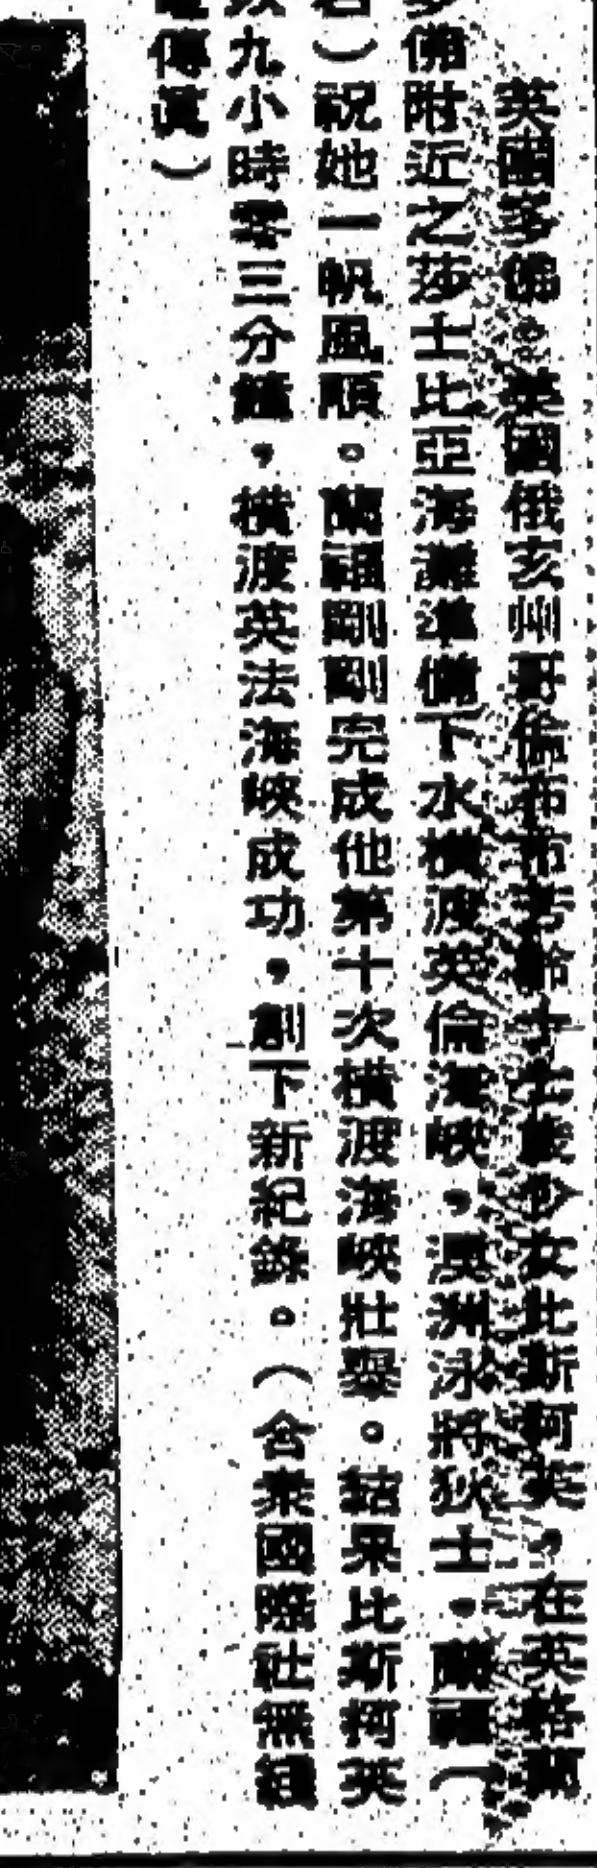 英國多佛。美國俄亥州哥倫布市芳齡十七歲少女比斯柯英，在英格蘭
多佛附近之莎士比亞海灘準備下水橫渡英倫海峽，澳洲泳將狄士・蘭福（
右）祝她一帆風順。蘭福剛剛完成他第十次橫渡海峽壯舉。結果比斯柯英
以九小時零三分鐘，橫渡英法海峽成功，創下新紀錄。（合衆國際社無線
電傳眞）